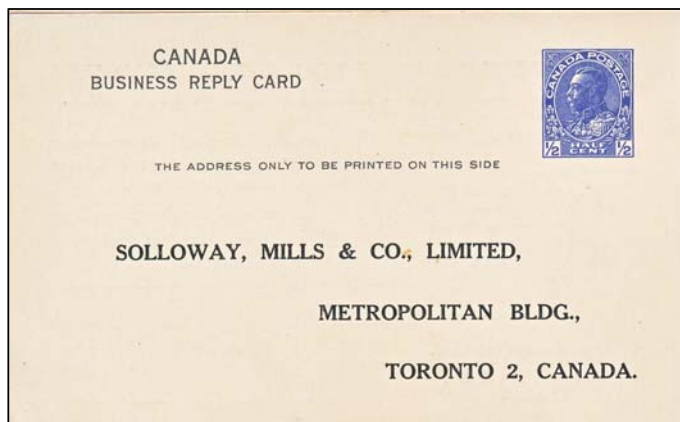 CANADA
BUSINESS REPLY CARD
CANADA POSTAGE
½ HALF CENT ½
THE ADDRESS ONLY TO BE PRINTED ON THIS SIDE
SOLLOWAY, MILLS & CO., LIMITED,
METROPOLITAN BLDG.,
TORONTO 2, CANADA.